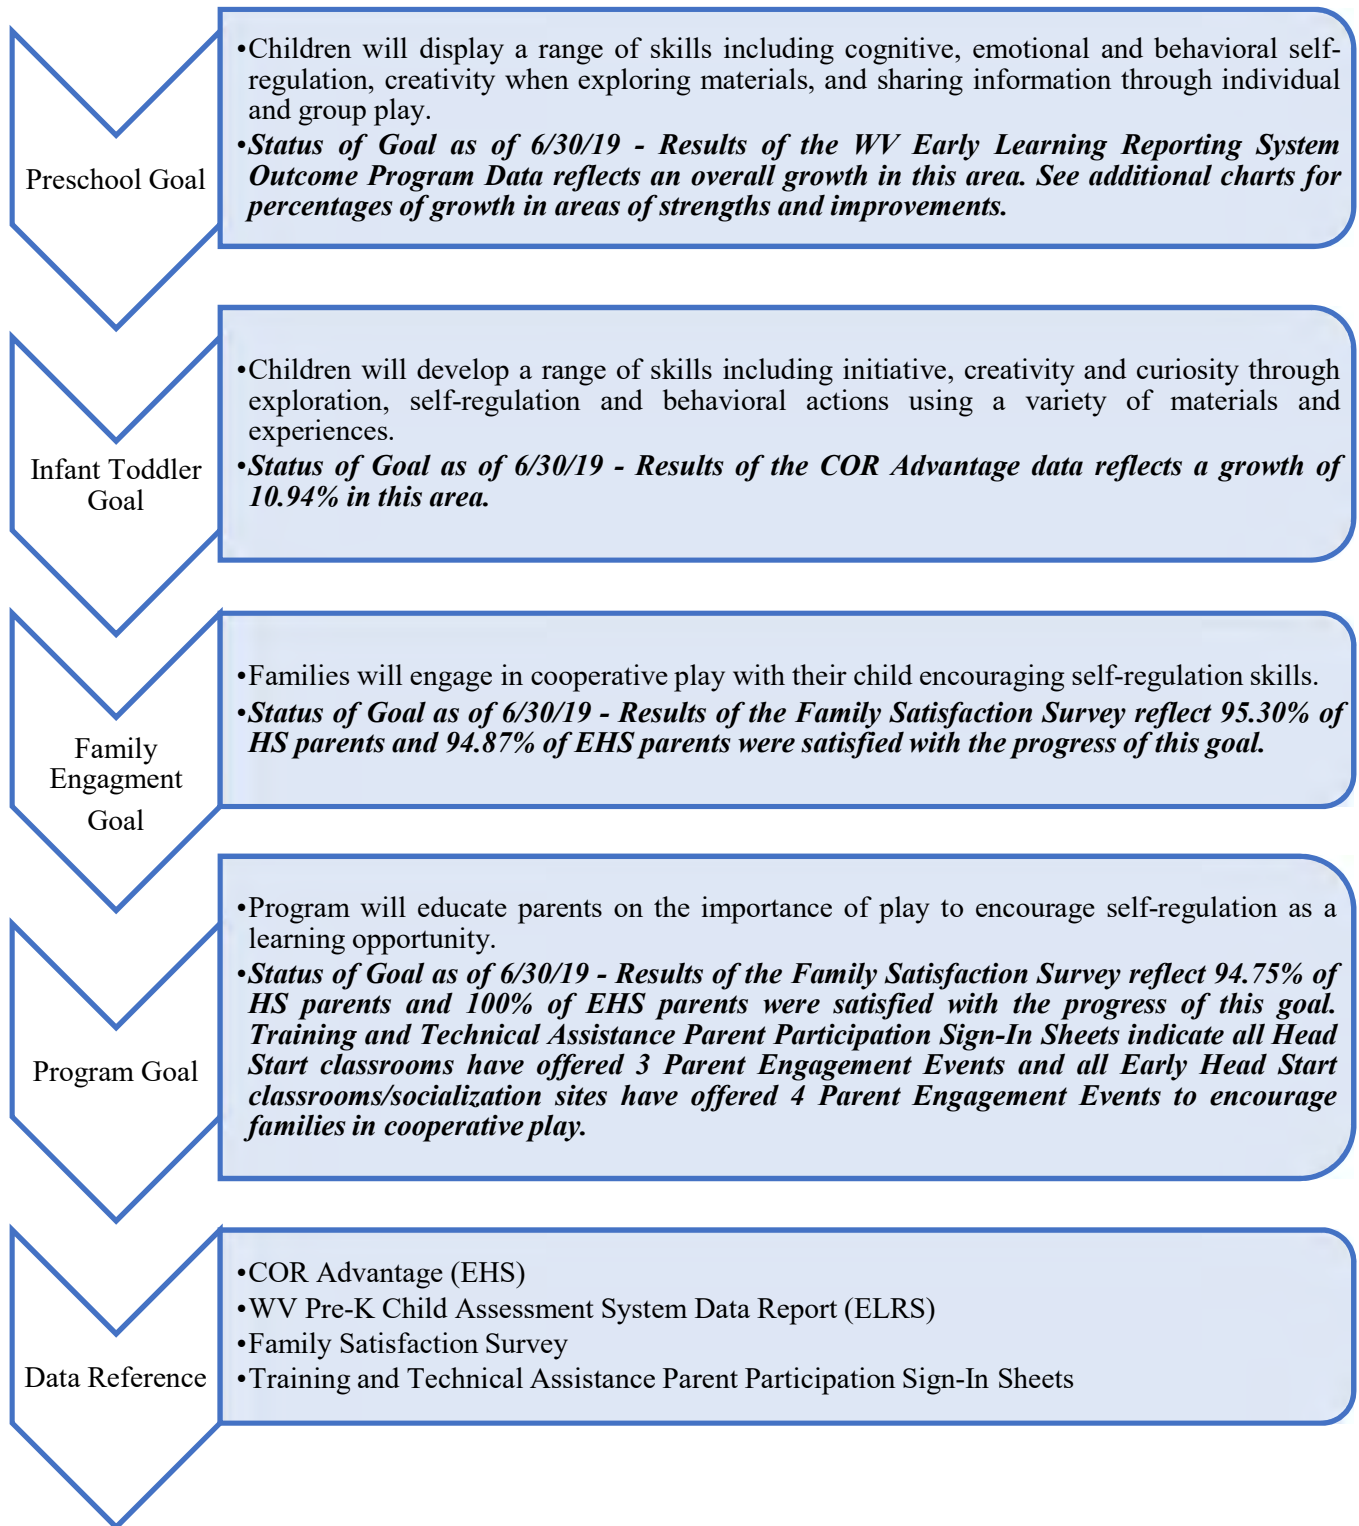 Preschool Goal
•Children will display a range of skills including cognitive, emotional and behavioral self-
regulation, creativity when exploring materials, and sharing information through individual
and group play.
•Status of Goal as of 6/30/19 - Results of the WV Early Learning Reporting System
Outcome Program Data reflects an overall growth in this area. See additional charts for
percentages of growth in areas of strengths and improvements.
Infant Toddler
Goal
•Children will develop a range of skills including initiative, creativity and curiosity through
exploration, self-regulation and behavioral actions using a variety of materials and
experiences.
•Status of Goal as of 6/30/19 - Results of the COR Advantage data reflects a growth of
10.94% in this area.
Family
Engagment
Goal
•Families will engage in cooperative play with their child encouraging self-regulation skills.
•Status of Goal as of 6/30/19 - Results of the Family Satisfaction Survey reflect 95.30% of
HS parents and 94.87% of EHS parents were satisfied with the progress of this goal.
Program Goal
•Program will educate parents on the importance of play to encourage self-regulation as a
learning opportunity.
•Status of Goal as of 6/30/19 - Results of the Family Satisfaction Survey reflect 94.75% of
HS parents and 100% of EHS parents were satisfied with the progress of this goal.
Training and Technical Assistance Parent Participation Sign-In Sheets indicate all Head
Start classrooms have offered 3 Parent Engagement Events and all Early Head Start
classrooms/socialization sites have offered 4 Parent Engagement Events to encourage
families in cooperative play.
Data Reference
•COR Advantage (EHS)
•WV Pre-K Child Assessment System Data Report (ELRS)
•Family Satisfaction Survey
•Training and Technical Assistance Parent Participation Sign-In Sheets